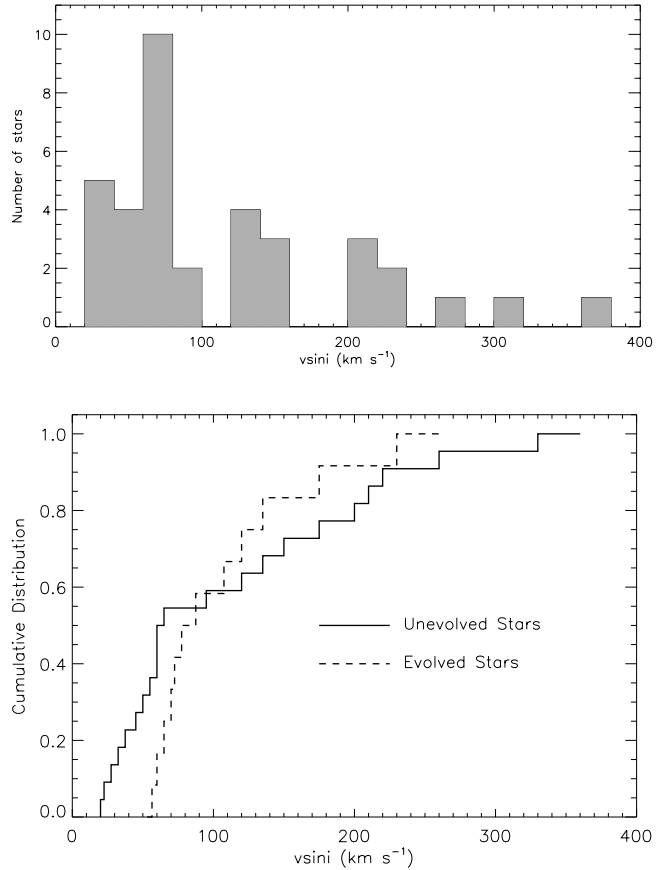 10
8
6
4
2
0
Number of stars
0 100 200 300 400
vsini (km s⁻¹)
1.0
0.8
0.6
0.4
0.2
0.0
Cumulative Distribution
Unevolved Stars
Evolved Stars
0 100 200 300 400
vsini (km s⁻¹)